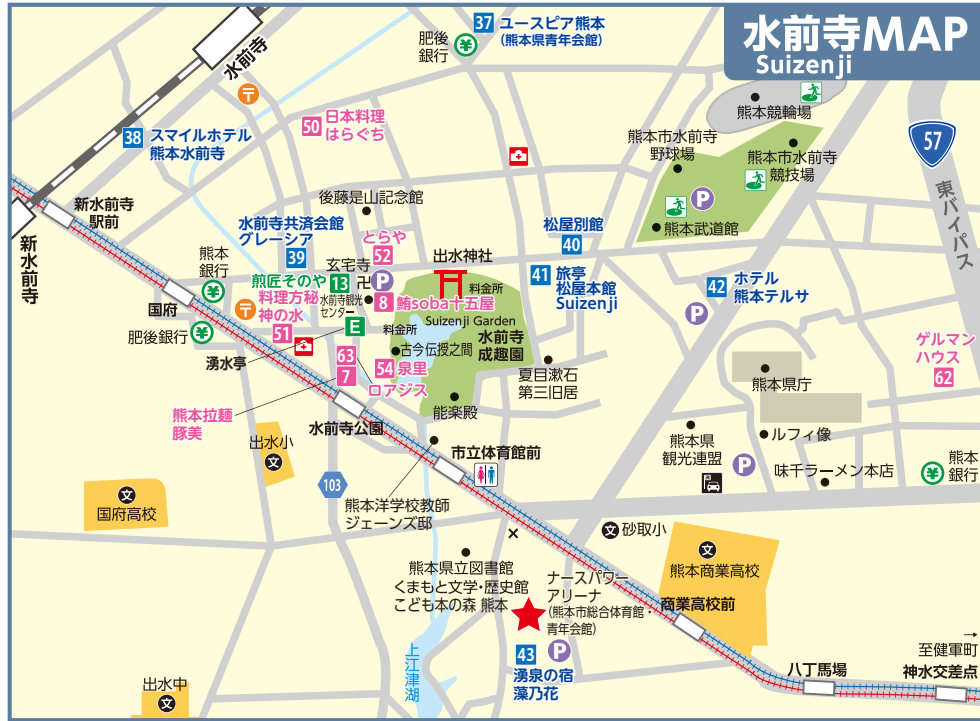 水前寺MAP
Suizenji
37
ユースピア熊本
(熊本県青年会館)
肥後
銀行
水前寺
50
日本料理
はらぐち
38
スマイルホテル
熊本水前寺
熊本競輪場
熊本市水前寺
野球場
熊本市水前寺
競技場
57
東バイパス
P
熊本武道館
新水前寺
駅前
新水前寺
後藤是山記念館
水前寺共済会館
グレーシア
39
とらや
52
松屋別館
40
出水神社
熊本
銀行
玄宅寺
煎匠そのや
13
卍
P
料金所
41
旅亭
松屋本館
Suizenji
42
ホテル
熊本テルサ
P
国府
料理方秘
神の水
51
水前寺観光
センター
8
鮪soba十五屋
Suizenji Garden
E
料金所
水前寺
成趣園
肥後銀行
湧水亭
63
7
古今伝授之間
54
泉里
ロアジス
夏目漱石
第三旧居
熊本県庁
ゲルマン
ハウス
62
熊本拉麺
豚美
能楽殿
水前寺公園
出水小
文
市立体育館前
熊本県
観光連盟
ルフィ像
P
味千ラーメン本店
熊本
銀行
103
文
国府高校
熊本洋学校教師
ジェーンズ邸
文
砂取小
文
熊本商業高校
熊本県立図書館
くまもと文学・歴史館
こども本の森 熊本
ナースパワー
アリーナ
(熊本市総合体育館・
青年会館)
商業高校前
43
P
湧泉の宿
藻乃花
上江津湖
→
至健軍町
八丁馬場
神水交差点
出水中
文